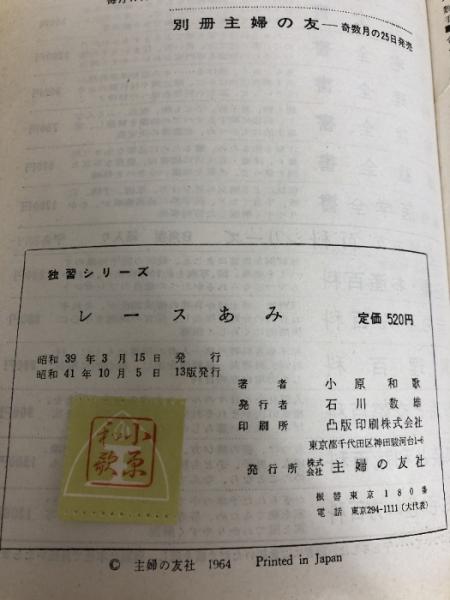 別冊主婦の友—奇数月の25日発売
独習シリーズ
レースあみ 定価 520円
昭和 39 年 3 月 15 日 発 行
昭和 41 年 10 月 5 日 13版発行
著 者 小 原 和 歌
発行者 石 川 数 雄
印刷所 凸版印刷株式会社
東京都千代田区神田駿河台1-6
発行所 株式会社 主婦の友社
振替東京180番
電話 東京294-1111(大代表)
小原和歌
© 主婦の友社 1964 Printed in Japan